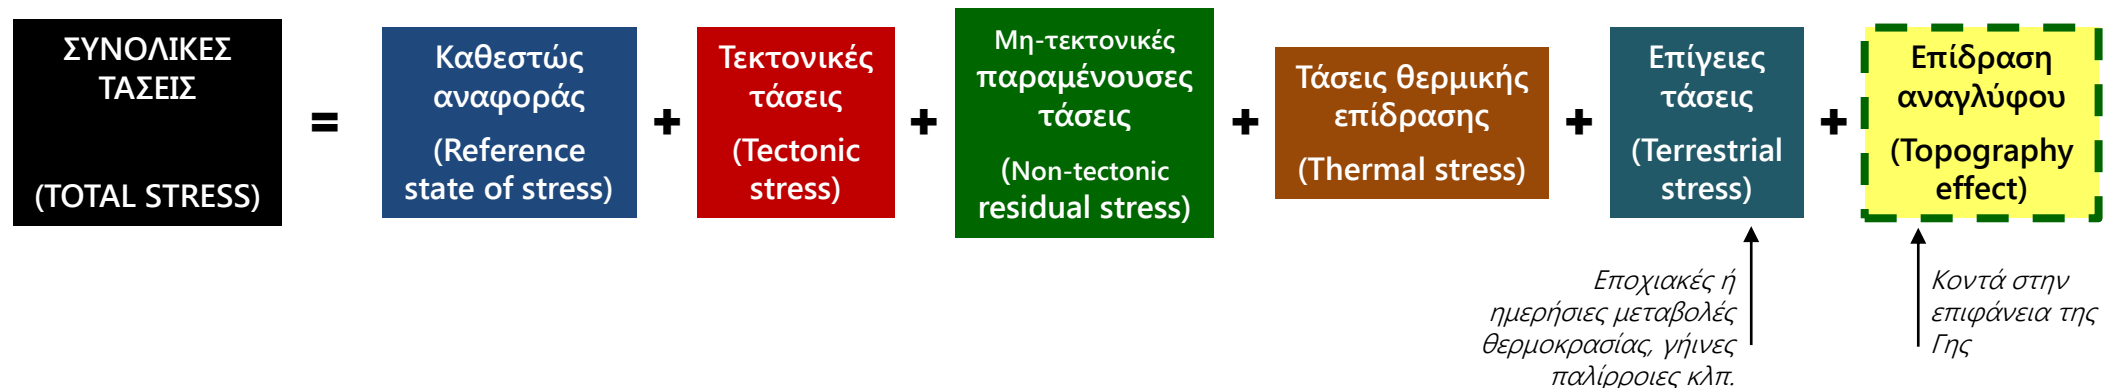 ΣΥΝΟΛΙΚΕΣ
ΤΑΣΕΙΣ
(TOTAL STRESS)
=
Καθεστώς
αναφοράς
(Reference
state of stress)
+
Τεκτονικές
τάσεις
(Tectonic
stress)
+
Μη-τεκτονικές
παραμένουσες
τάσεις
(Non-tectonic
residual stress)
+
Τάσεις θερμικής
επίδρασης
(Thermal stress)
+
Επίγειες
τάσεις
(Terrestrial
stress)
+
Επίδραση
αναγλύφου
(Topography
effect)
Εποχιακές ή
ημερήσιες μεταβολές
θερμοκρασίας, γήινες
παλίρροιες κλπ.
Κοντά στην
επιφάνεια της
Γης